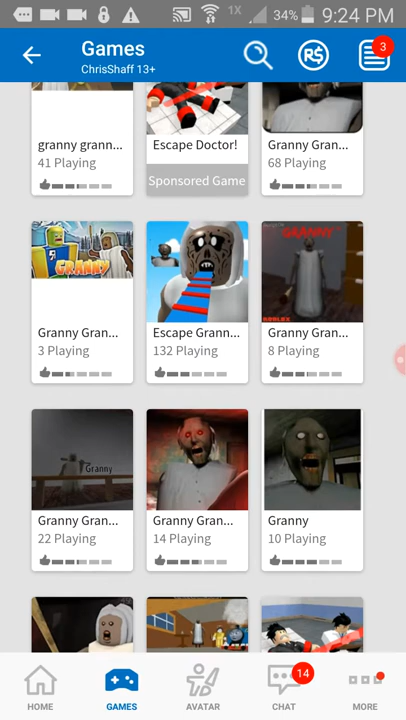 1X 34% 9:24 PM
Games
ChrisShaff 13+
R$
3
granny grann...
41 Playing
Escape Doctor!
Sponsored Game
Granny Gran...
68 Playing
GRANNY
Granny Gran...
3 Playing
Escape Grann...
132 Playing
GRANNY
ROBLOX
Granny Gran...
8 Playing
Granny
Granny Gran...
22 Playing
Granny Gran...
14 Playing
Granny
10 Playing
HOME
GAMES
AVATAR
14
CHAT
MORE